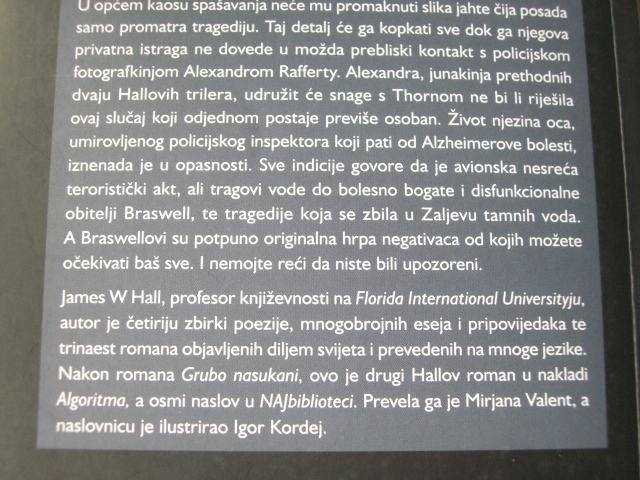 U općem kaosu spašavanja neće mu promaknuti slika jahte čija posada
samo promatra tragediju. Taj detalj će ga kopkati sve dok ga njegova
privatna istraga ne dovede u možda prebliski kontakt s policijskom
fotografkinjom Alexandrom Rafferty. Alexandra, junakinja prethodnih
dvaju Hallovih trilera, udružit će snage s Thornom ne bi li riješila
ovaj slučaj koji odjednom postaje previše osoban. Život njezina oca,
umirovljenog policijskog inspektora koji pati od Alzheimerove bolesti,
iznenada je u opasnosti. Sve indicije govore da je avionska nesreća
teroristički akt, ali tragovi vode do bolesno bogate i disfunkcionalne
obitelji Braswell, te tragedije koja se zbila u Zaljevu tamnih voda.
A Braswellovi su potpuno originalna hrpa negativaca od kojih možete
očekivati baš sve. I nemojte reći da niste bili upozoreni.
James W Hall, profesor književnosti na Florida International Universityju,
autor je četiriju zbirki poezije, mnogobrojnih eseja i pripovijedaka te
trinaest romana objavljenih diljem svijeta i prevedenih na mnoge jezike.
Nakon romana Grubo nasukani, ovo je drugi Hallov roman u nakladi
Algoritma, a osmi naslov u NAJbiblioteci. Prevela ga je Mirjana Valent, a
naslovnicu je ilustrirao Igor Kordej.